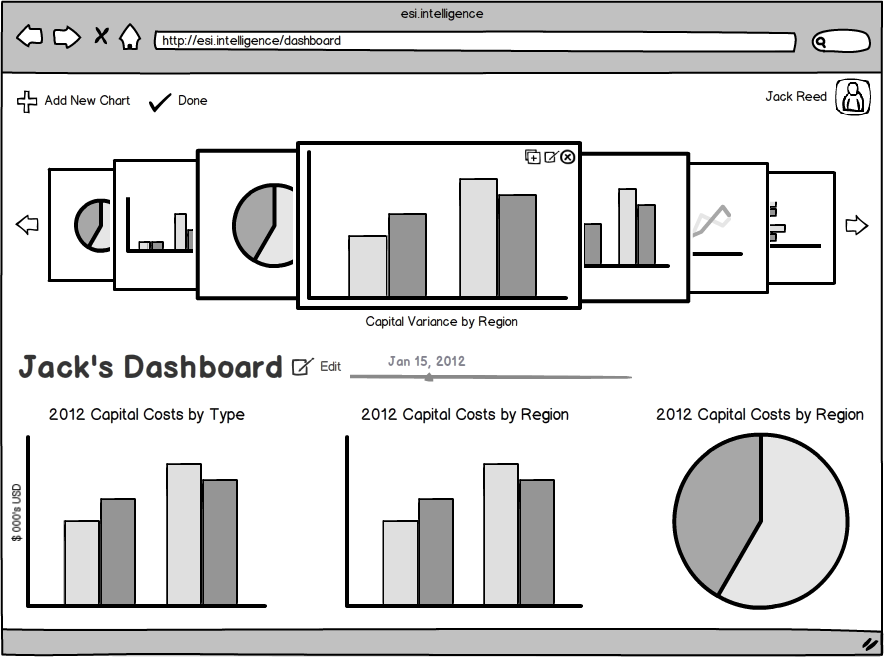 esi.intelligence
http://esi.intelligence/dashboard
Add New Chart
Done
Jack Reed
Capital Variance by Region
Jack's Dashboard
Edit
Jan 15, 2012
2012 Capital Costs by Type
2012 Capital Costs by Region
2012 Capital Costs by Region
$ 000's USD